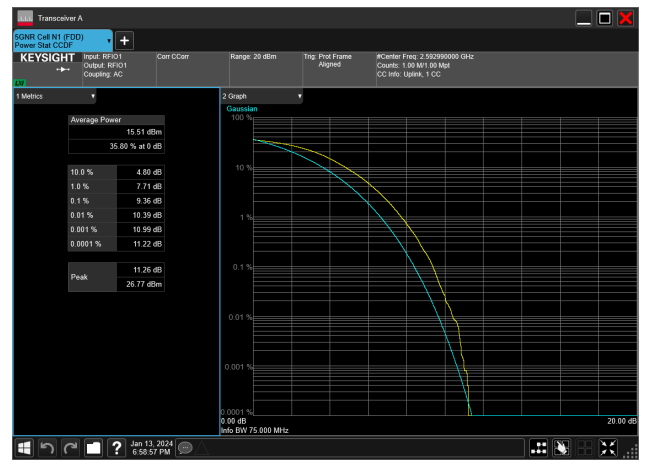 Transceiver A
5GNR Cell N1 (FDD)
Power Stat CCDF
KEYSIGHT
Input: RFIO1
Output: RFIO1
Coupling: AC
Corr CCorr
Range: 20 dBm
Trig: Prot Frame
Aligned
#Center Freq: 2.592990000 GHz
Counts: 1.00 M/1.00 Mpt
CC Info: Uplink, 1 CC
1 Metrics
Average Power
15.51 dBm
35.80 % at 0 dB
10.0 % 4.80 dB
1.0 % 7.71 dB
0.1 % 9.36 dB
0.01 % 10.39 dB
0.001 % 10.99 dB
0.0001 % 11.22 dB
Peak
11.26 dB
26.77 dBm
2 Graph
Gaussian
100 %
10 %
1 %
0.1 %
0.01 %
0.001 %
0.0001 %
0.00 dB
20.00 dB
Info BW 75.000 MHz
Jan 13, 2024
6:58:57 PM